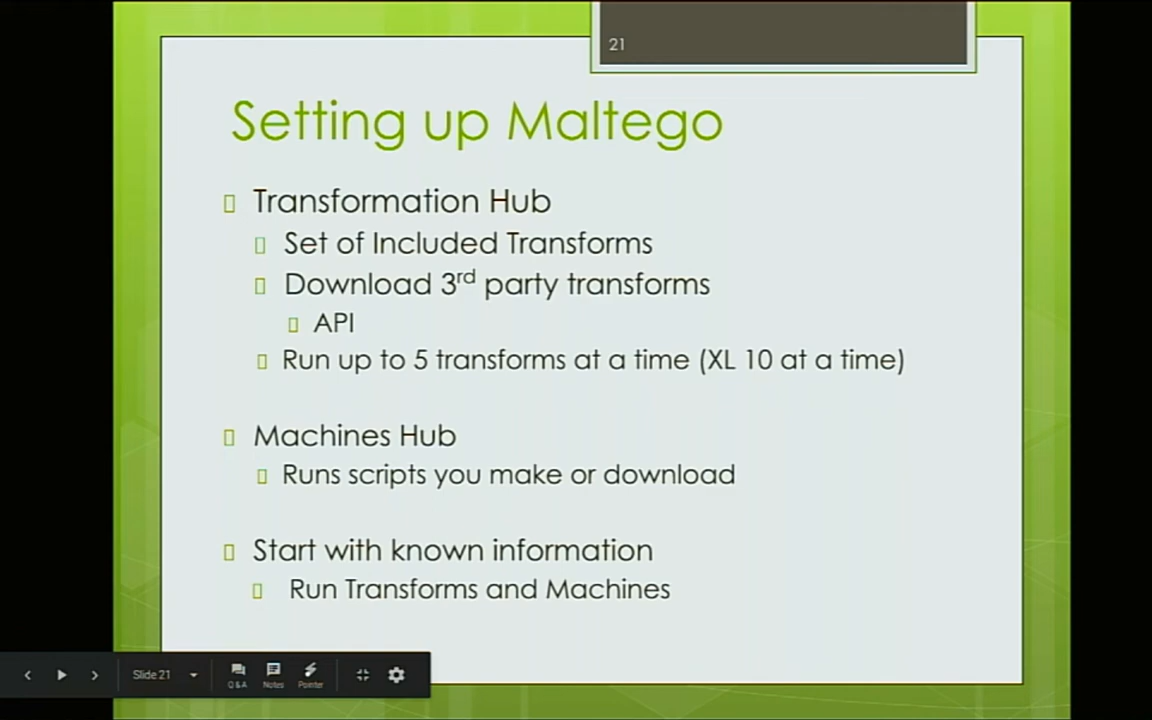 21
Setting up Maltego
Transformation Hub
Set of Included Transforms
Download 3rd party transforms
API
Run up to 5 transforms at a time (XL 10 at a time)
Machines Hub
Runs scripts you make or download
Start with known information
Run Transforms and Machines
Slide 21
Q&A
Notes
Pointer